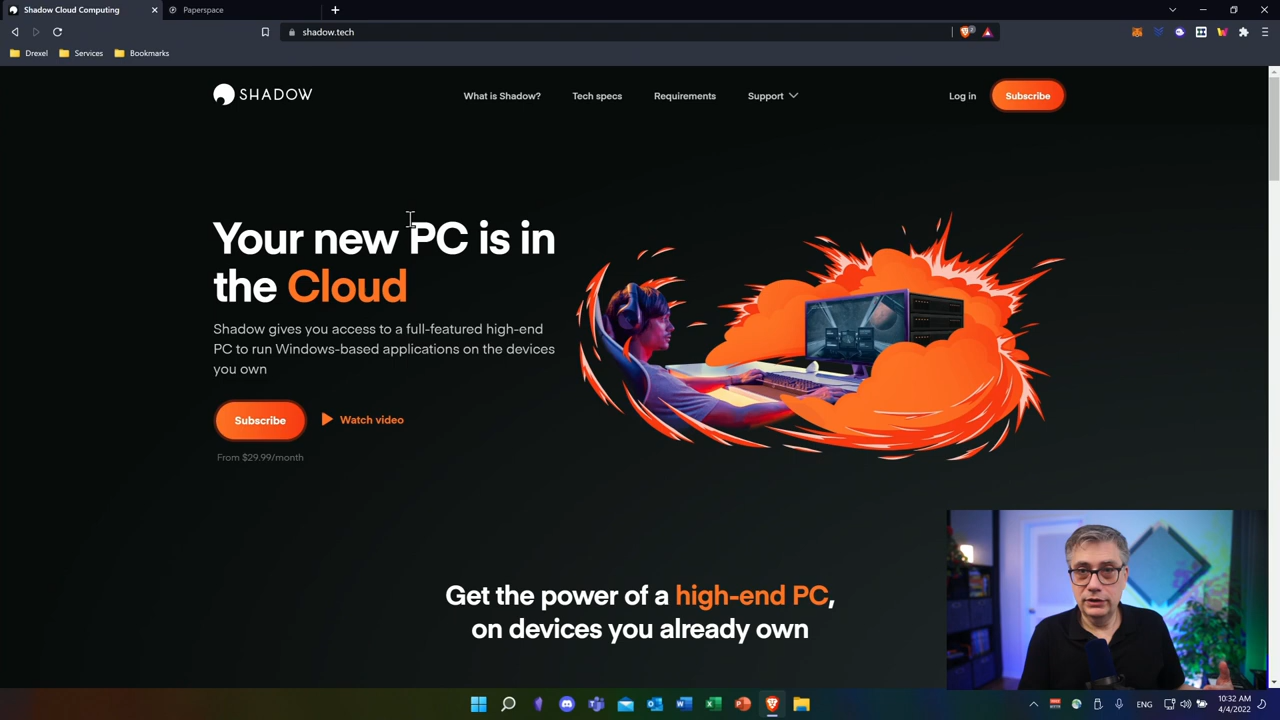 Shadow Cloud Computing
Paperspace
shadow.tech
Drexel
Services
Bookmarks
SHADOW
What is Shadow?
Tech specs
Requirements
Support
Log in
Subscribe
Your new PC is in
the Cloud
Shadow gives you access to a full-featured high-end
PC to run Windows-based applications on the devices
you own
Subscribe
Watch video
From $29.99/month
Get the power of a high-end PC,
on devices you already own
ENG
10:32 AM
4/4/2022